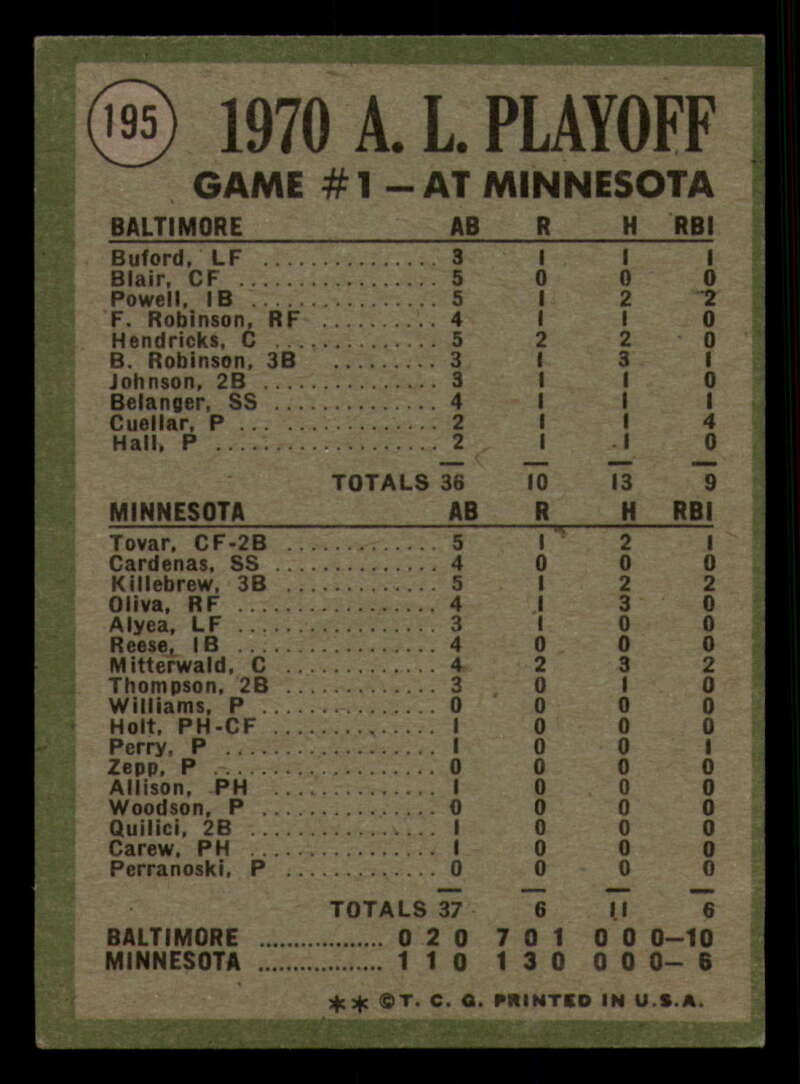 195
1970 A. L. PLAYOFF
GAME #1 – AT MINNESOTA
BALTIMORE AB R H RBI
Buford, LF ............... 3 1 1 1
Blair, CF ................. 5 0 0 0
Powell, 1B ................ 5 1 2 2
F. Robinson, RF .......... 4 1 1 0
Hendricks, C .............. 5 2 2 0
B. Robinson, 3B ......... 3 1 3 1
Johnson, 2B ............... 3 1 1 0
Belanger, SS .............. 4 1 1 1
Cuellar, P ................. 2 1 1 4
Hall, P ................... 2 1 1 0
TOTALS 36 10 13 9
MINNESOTA AB R H RBI
Tovar, CF-2B ............. 5 1 2 1
Cardenas, SS .............. 4 0 0 0
Killebrew, 3B ............. 5 1 2 2
Oliva, RF ................. 4 1 3 0
Alyea, LF ................. 3 1 0 0
Reese, 1B ................. 4 0 0 0
Mitterwald, C ............. 4 2 3 2
Thompson, 2B ............. 3 0 1 0
Williams, P ............... 0 0 0 0
Holt, PH-CF .............. 1 0 0 0
Perry, P .................. 1 0 0 1
Zepp, P ................... 0 0 0 0
Allison, PH .............. 1 0 0 0
Woodson, P ............... 0 0 0 0
Quilici, 2B ................ 1 0 0 0
Carew, PH ................ 1 0 0 0
Perranoski, P ............. 0 0 0 0
TOTALS 37 6 11 6
BALTIMORE .................. 0 2 0 7 0 1 0 0 0–10
MINNESOTA .................. 1 1 0 1 3 0 0 0 0– 6
** ©T. C. G. PRINTED IN U.S.A.